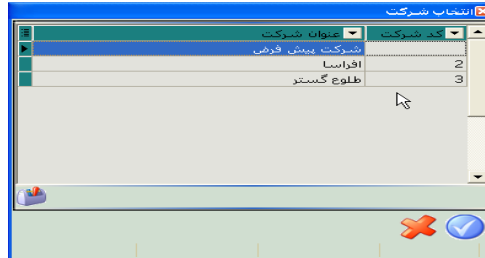 انتخاب شرکت
کد شرکت عنوان شرکت
شرکت پیش فرض
2 افراسا
3 طلوع گستر